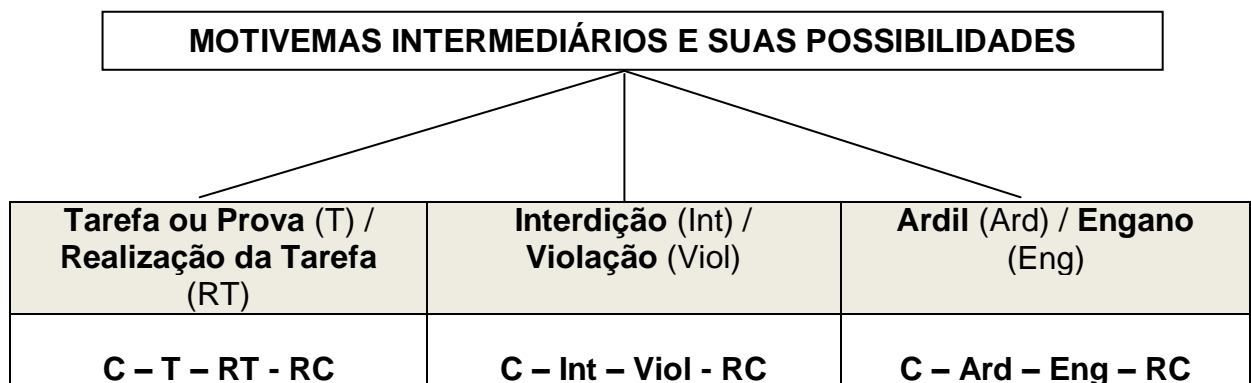 MOTIVEMAS INTERMEDIÁRIOS E SUAS POSSIBILIDADES
Tarefa ou Prova (T) /
Realização da Tarefa
(RT)
Interdição (Int) /
Violação (Viol)
Ardil (Ard) / Engano
(Eng)
C – T – RT - RC
C – Int – Viol - RC
C – Ard – Eng – RC